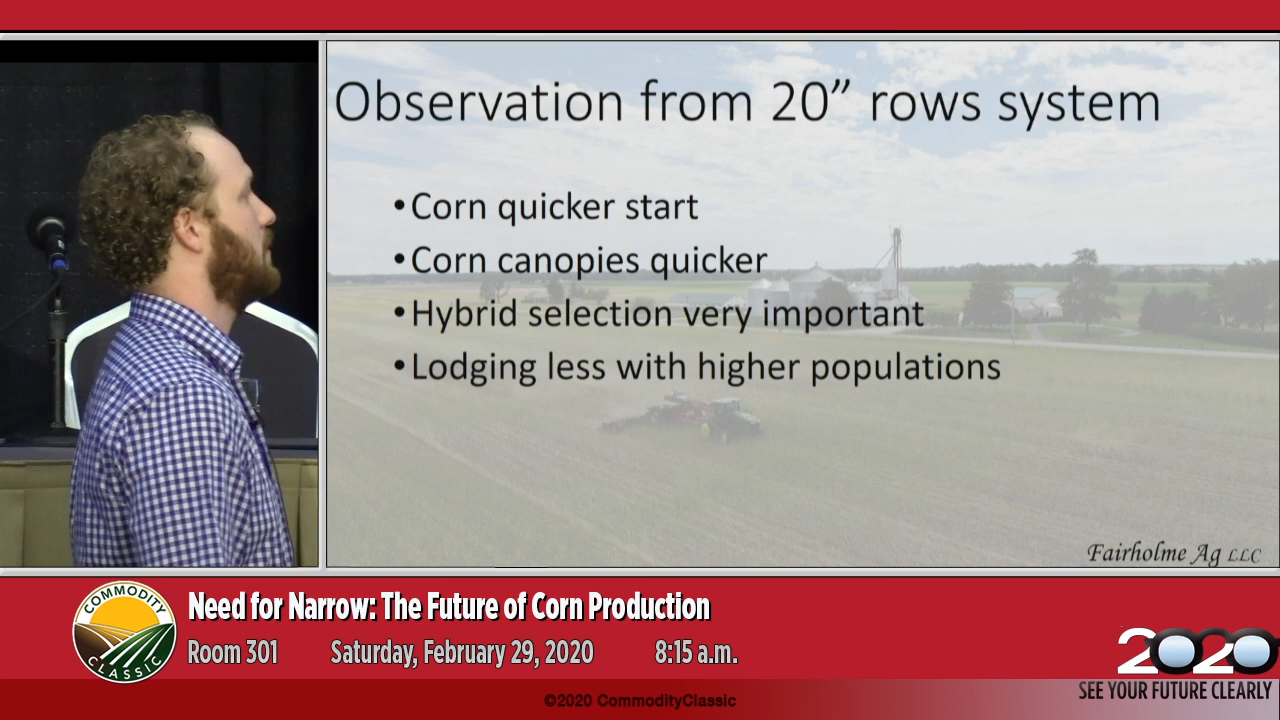 Observation from 20” rows system
•Corn quicker start
•Corn canopies quicker
•Hybrid selection very important
•Lodging less with higher populations
Fairholme Ag LLC
COMMODITY
CLASSIC
Need for Narrow: The Future of Corn Production
Room 301 Saturday, February 29, 2020 8:15 a.m.
2020
SEE YOUR FUTURE CLEARLY
©2020 CommodityClassic